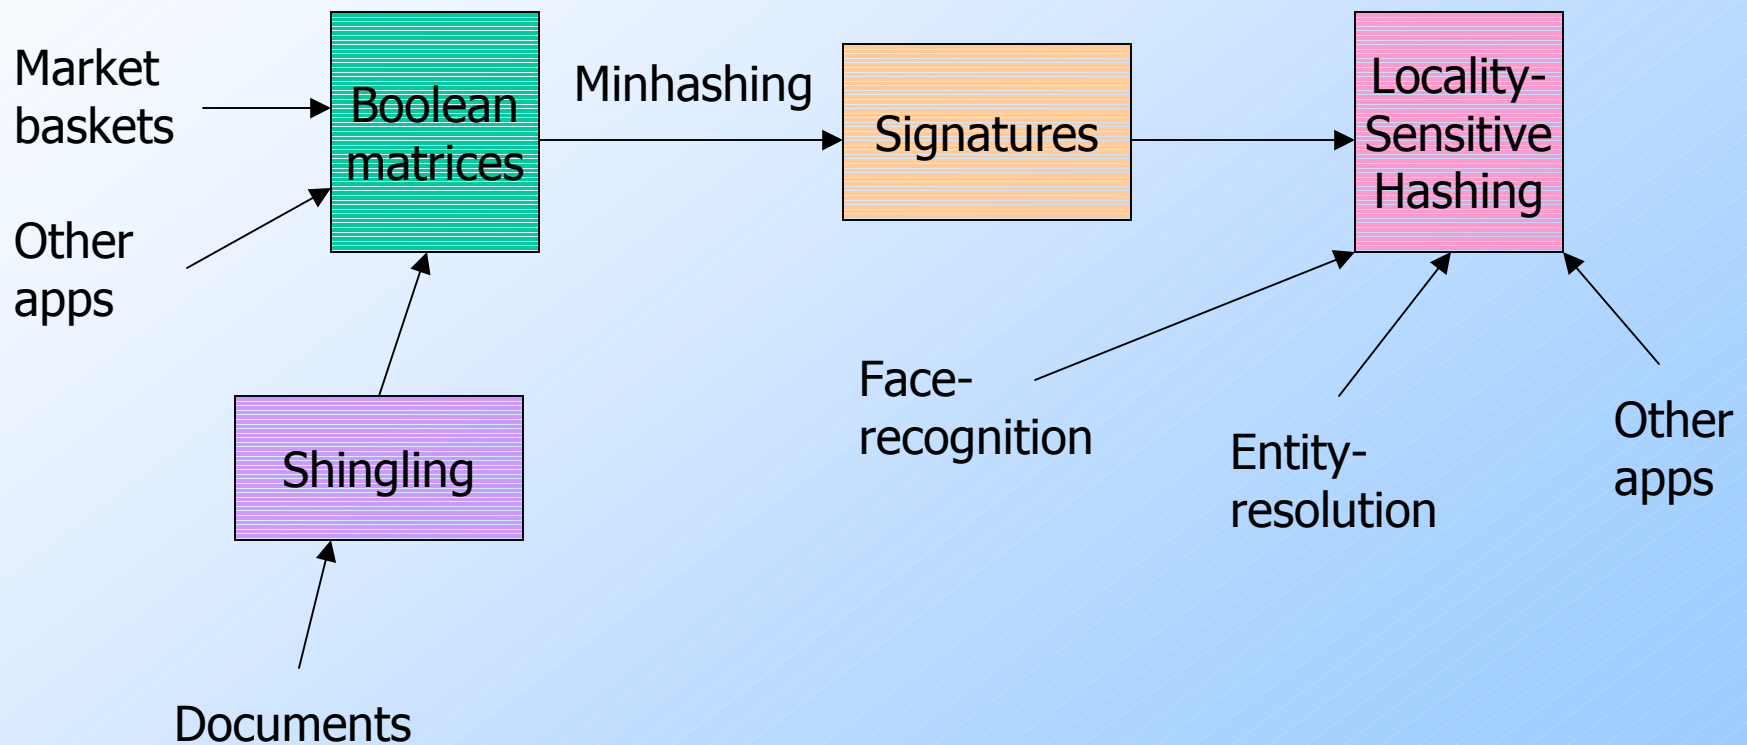 Market
baskets
Other
apps
Boolean
matrices
Minhashing
Signatures
Locality-
Sensitive
Hashing
Shingling
Documents
Face-
recognition
Entity-
resolution
Other
apps